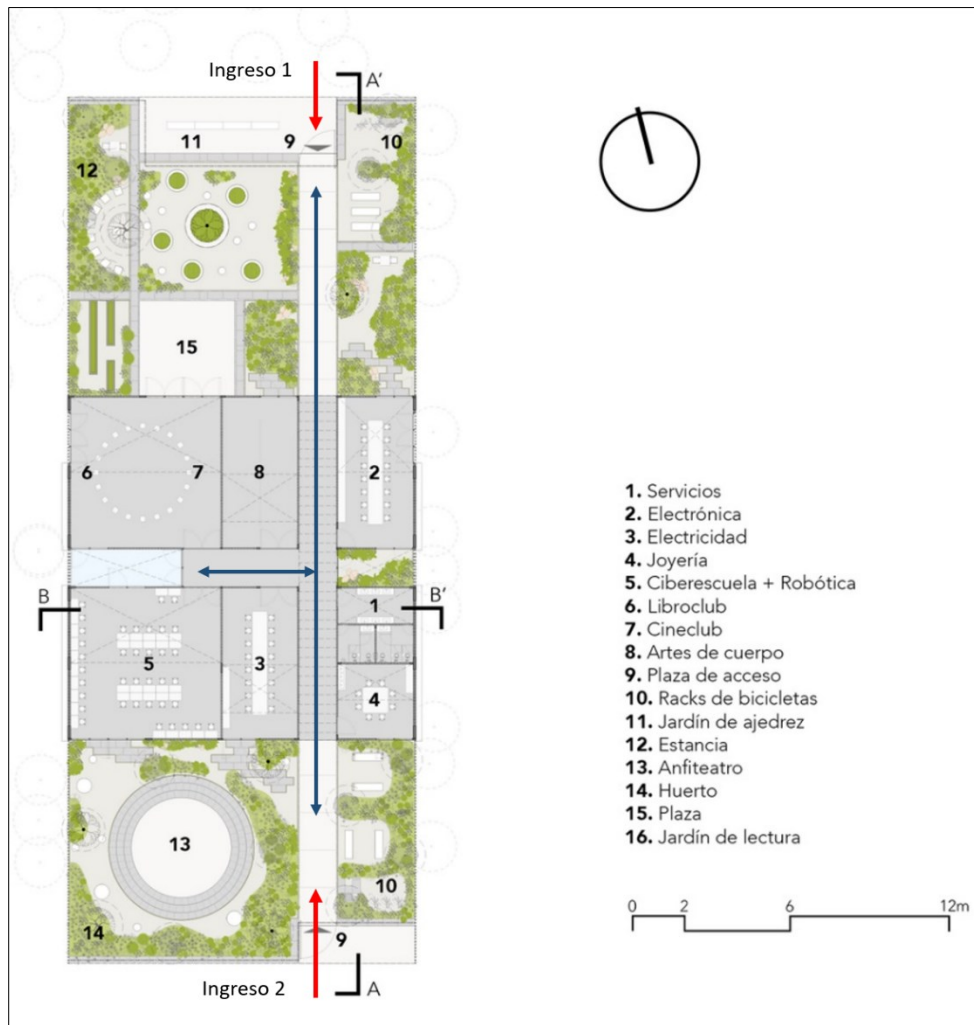 Ingreso 1
A'
11
9
10
12
15
6
7
8
2
B
B'
1
5
3
4
13
10
14
9
Ingreso 2
A
1. Servicios
2. Electrónica
3. Electricidad
4. Joyería
5. Ciberescuela + Robótica
6. Libroclub
7. Cineclub
8. Artes de cuerpo
9. Plaza de acceso
10. Racks de bicicletas
11. Jardín de ajedrez
12. Estancia
13. Anfiteatro
14. Huerto
15. Plaza
16. Jardín de lectura
0 2 6 12m